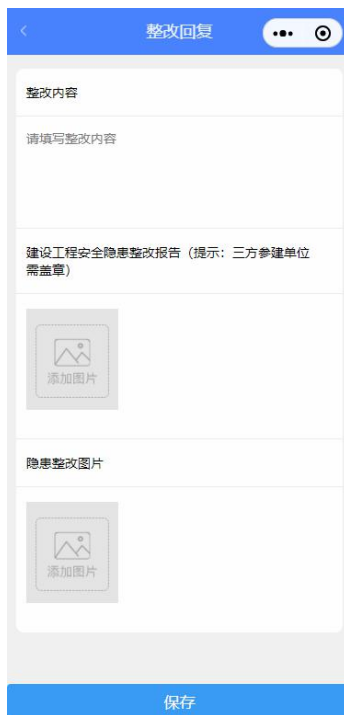 整改回复
整改内容
请填写整改内容
建设工程安全隐患整改报告（提示：三方参建单位
需盖章）
添加图片
隐患整改图片
添加图片
保存